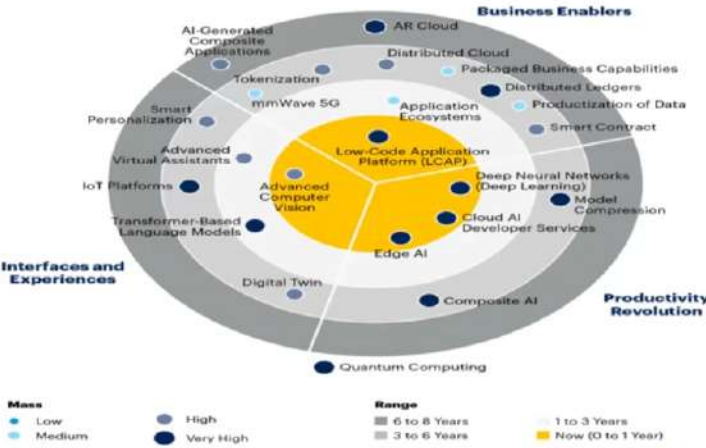 Business Enablers
AI-Generated
Composite
Applications
AR Cloud
Distributed Cloud
Packaged Business Capabilities
Tokenization
Distributed Ledgers
mmWave 5G
Application
Ecosystems
Productization of Data
Smart
Personalization
Smart Contract
Low-Code Application
Platform (LCAP)
Advanced
Virtual Assistants
Deep Neural Networks
(Deep Learning)
IoT Platforms
Advanced
Computer
Vision
Model
Compression
Transformer-Based
Language Models
Cloud AI
Developer Services
Edge AI
Interfaces and
Experiences
Digital Twin
Composite AI
Productivity
Revolution
Quantum Computing
Mass
Low
Medium
High
Very High
Range
6 to 8 Years
3 to 6 Years
1 to 3 Years
Now (0 to 1 Year)